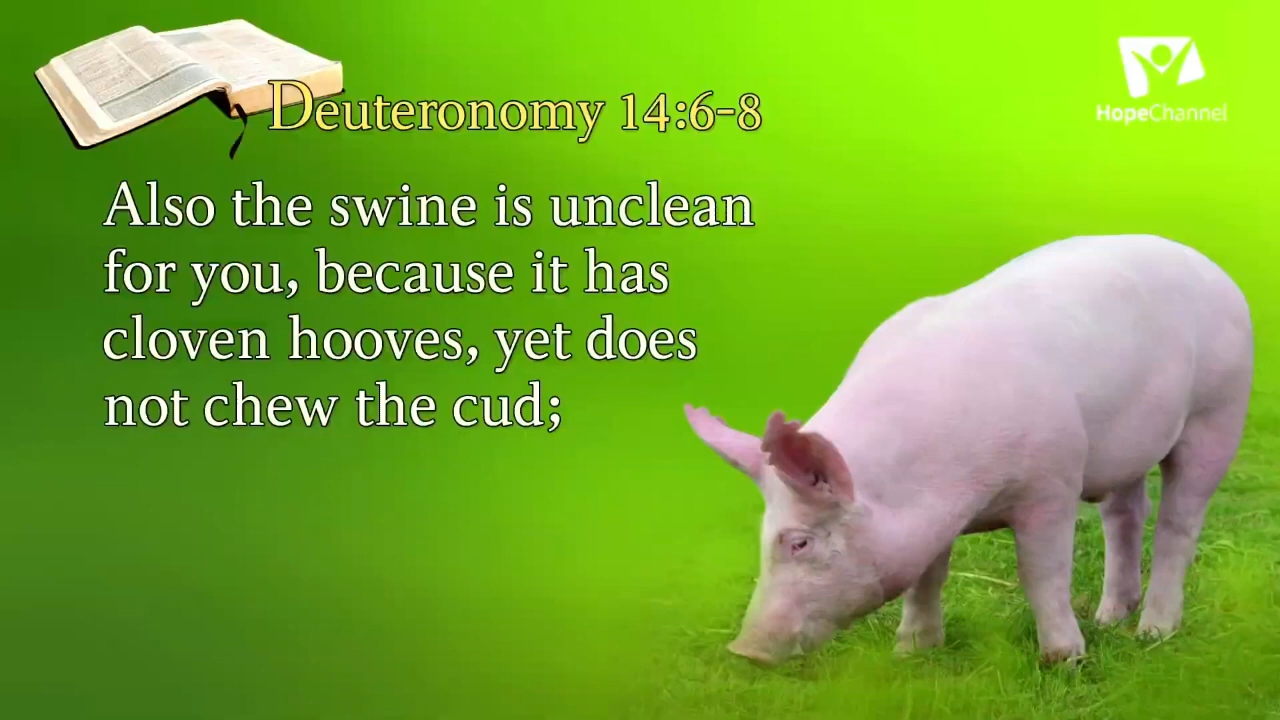 Deuteronomy 14:6-8
HopeChannel
Also the swine is unclean
for you, because it has
cloven hooves, yet does
not chew the cud;